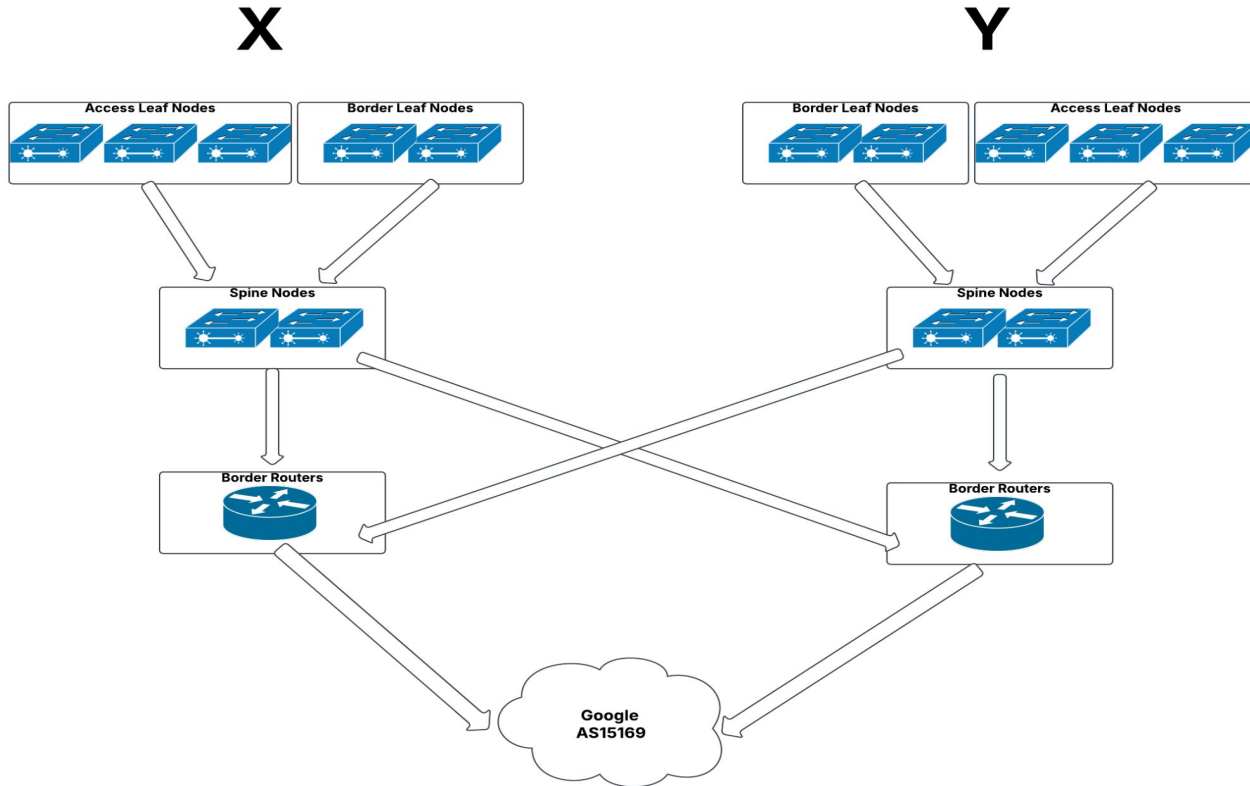 X
Y
Access Leaf Nodes
Border Leaf Nodes
Border Leaf Nodes
Access Leaf Nodes
Spine Nodes
Spine Nodes
Border Routers
Border Routers
Google
AS15169